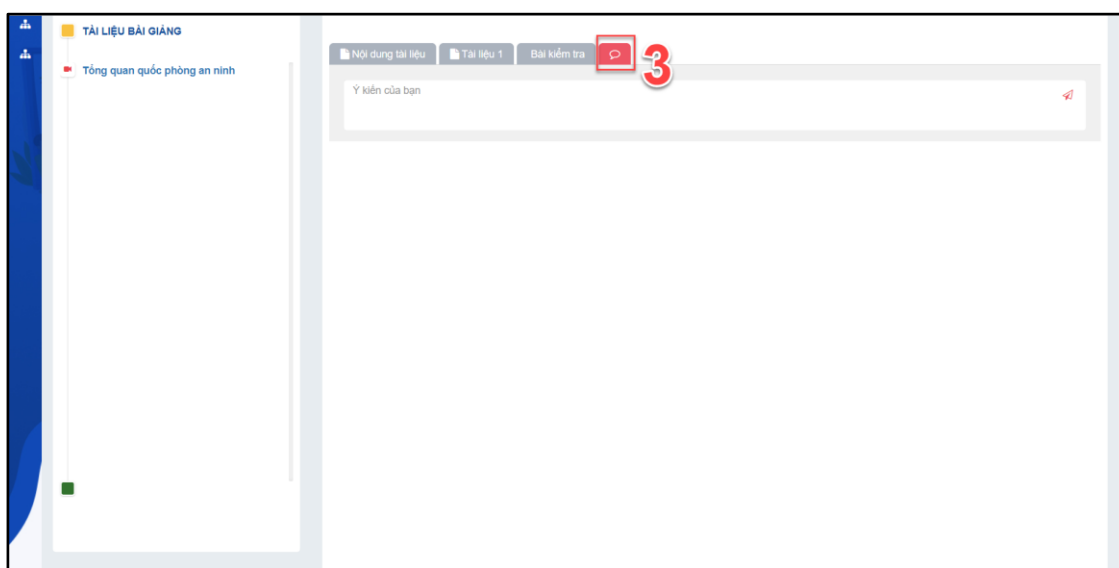 TÀI LIỆU BÀI GIẢNG
Tổng quan quốc phòng an ninh
Nội dung tài liệu
Tài liệu 1
Bài kiểm tra
3
Ý kiến của bạn